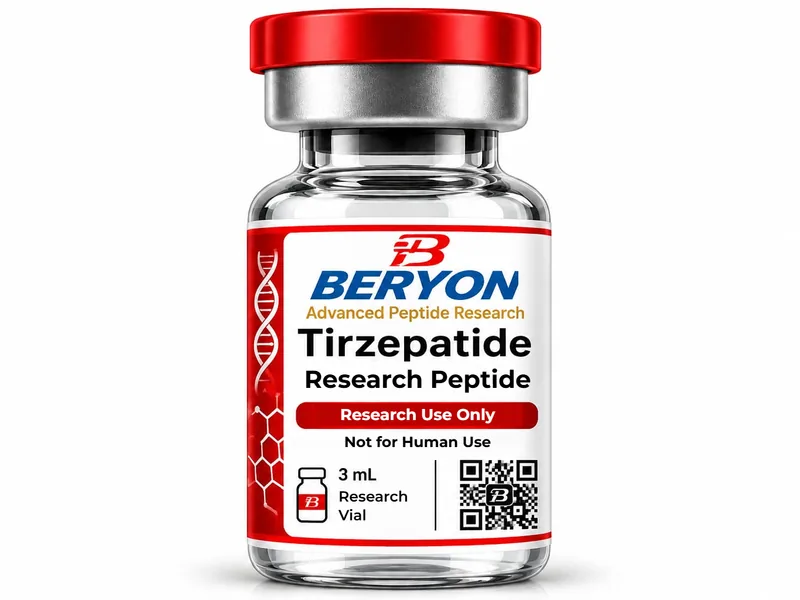 B
BERYON
Advanced Peptide Research
Tirzepatide
Research Peptide
Research Use Only
Not for Human Use
3 mL
Research
Vial
B
B